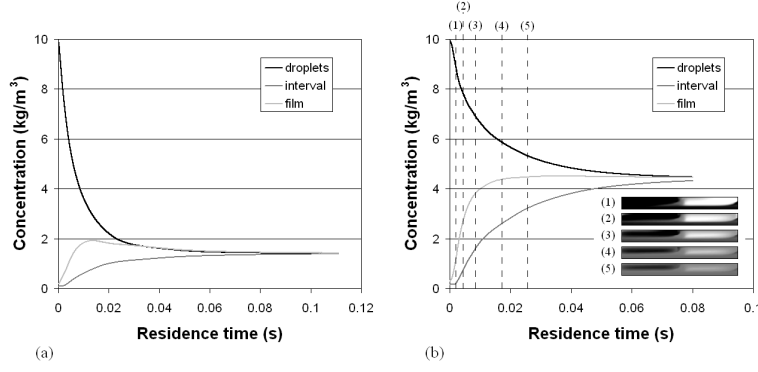 (2)
(1) (3) (4) (5)
10
8
6
4
2
0
Concentration (kg/m³)
droplets
interval
film
0 0.02 0.04 0.06 0.08 0.1 0.12
Residence time (s)
(a)
10
8
6
4
2
0
Concentration (kg/m³)
droplets
interval
film
(1)
(2)
(3)
(4)
(5)
0 0.02 0.04 0.06 0.08 0.1
Residence time (s)
(b)